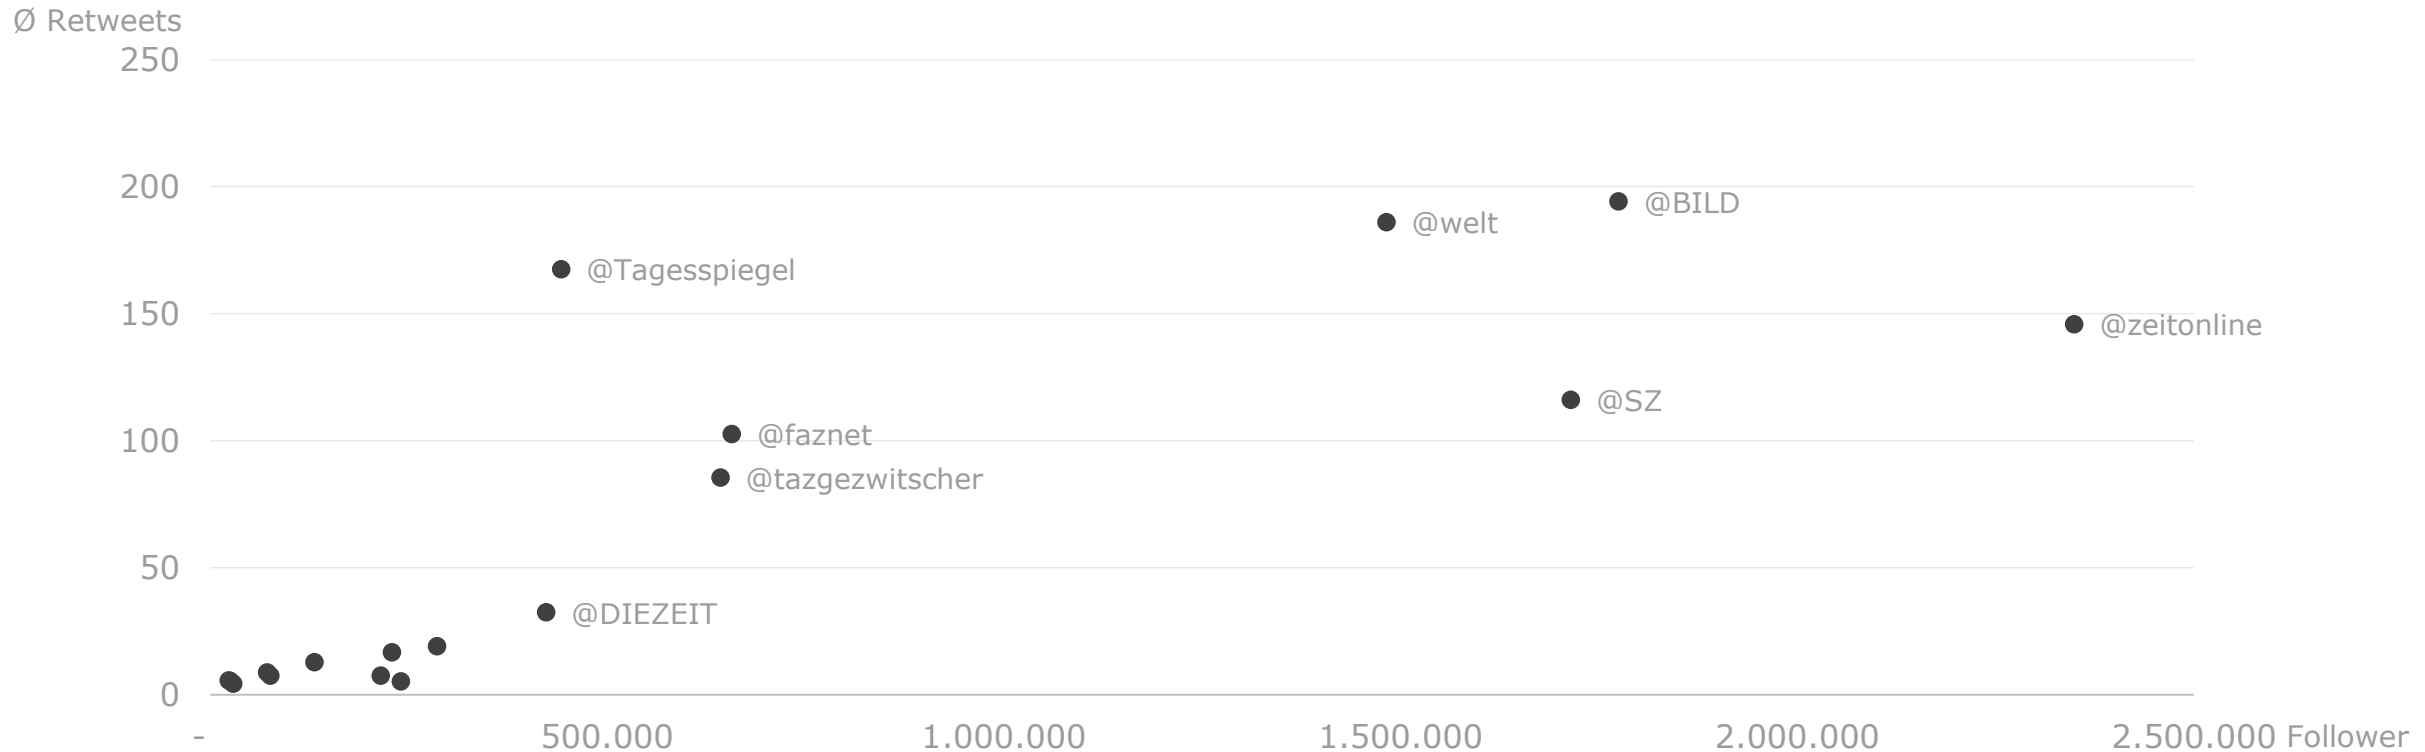 Ø Retweets
250
200
@BILD
@welt
@Tagesspiegel
150
@zeitonline
@SZ
100
@faznet
@tazgezwitscher
50
@DIEZEIT
0
- 500.000 1.000.000 1.500.000 2.000.000 2.500.000 Follower